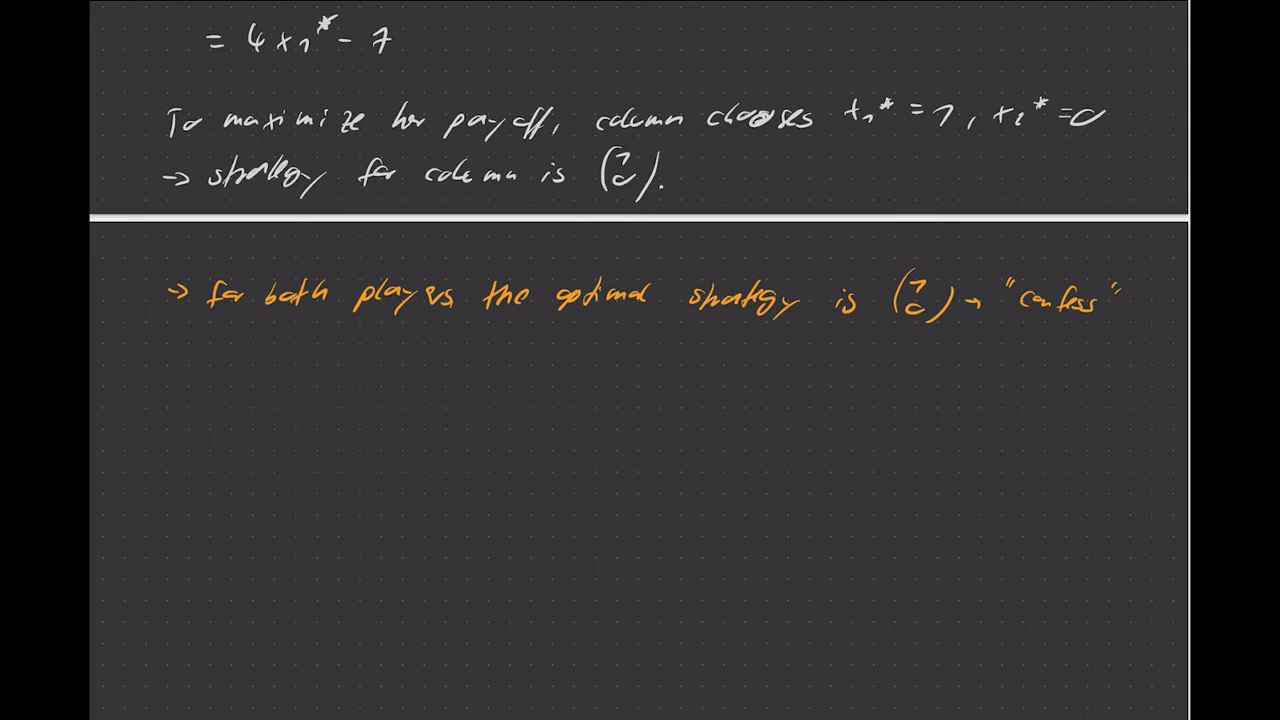 = 4x₁* - 7
To maximize her payoff, column chooses x₁* = 1, x₂* = 0
→ strategy for column is (1 0).
→ for both players the optimal strategy is (1 0) → "confess"